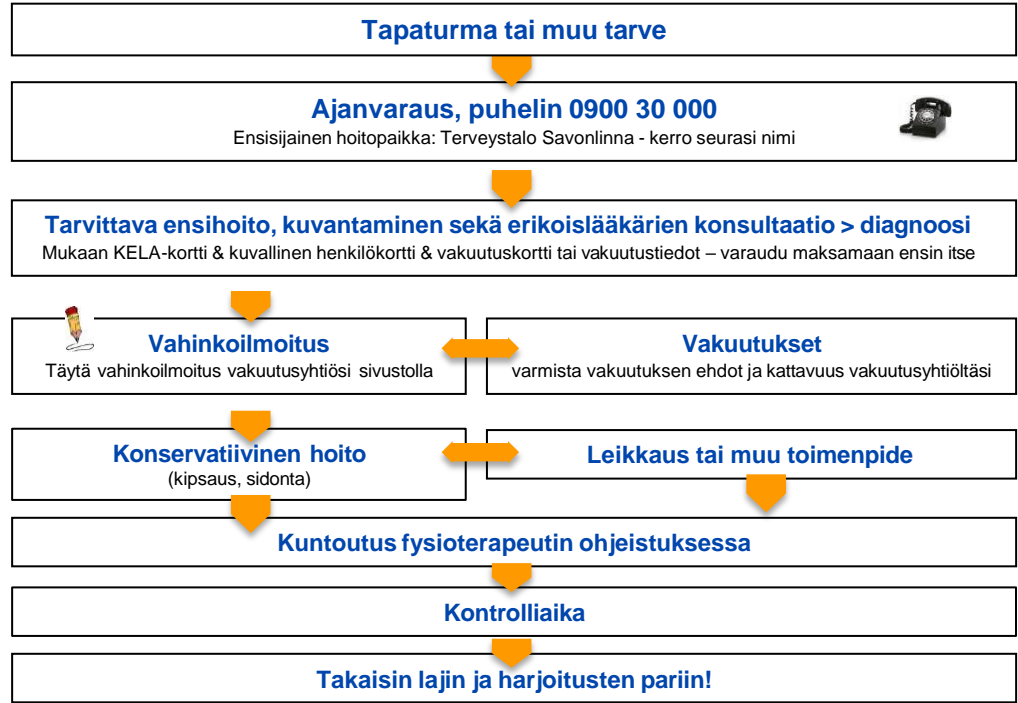 Tapaturma tai muu tarve
Ajanvaraus, puhelin 0900 30 000
Ensisijainen hoitopaikka: Terveystalo Savonlinna - kerro seurasi nimi
Tarvittava ensihoito, kuvantaminen sekä erikoislääkärien konsultaatio > diagnoosi
Mukaan KELA-kortti & kuvallinen henkilökortti & vakuutuskortti tai vakuutustiedot – varaudu maksamaan ensin itse
Vahinkoilmoitus
Täytä vahinkoilmoitus vakuutusyhtiösi sivustolla
Vakuutukset
varmista vakuutuksen ehdot ja kattavuus vakuutusyhtiöltäsi
Konservatiivinen hoito
(kipsaus, sidonta)
Leikkaus tai muu toimenpide
Kuntoutus fysioterapeutin ohjeistuksessa
Kontrolliaika
Takaisin lajin ja harjoitusten pariin!